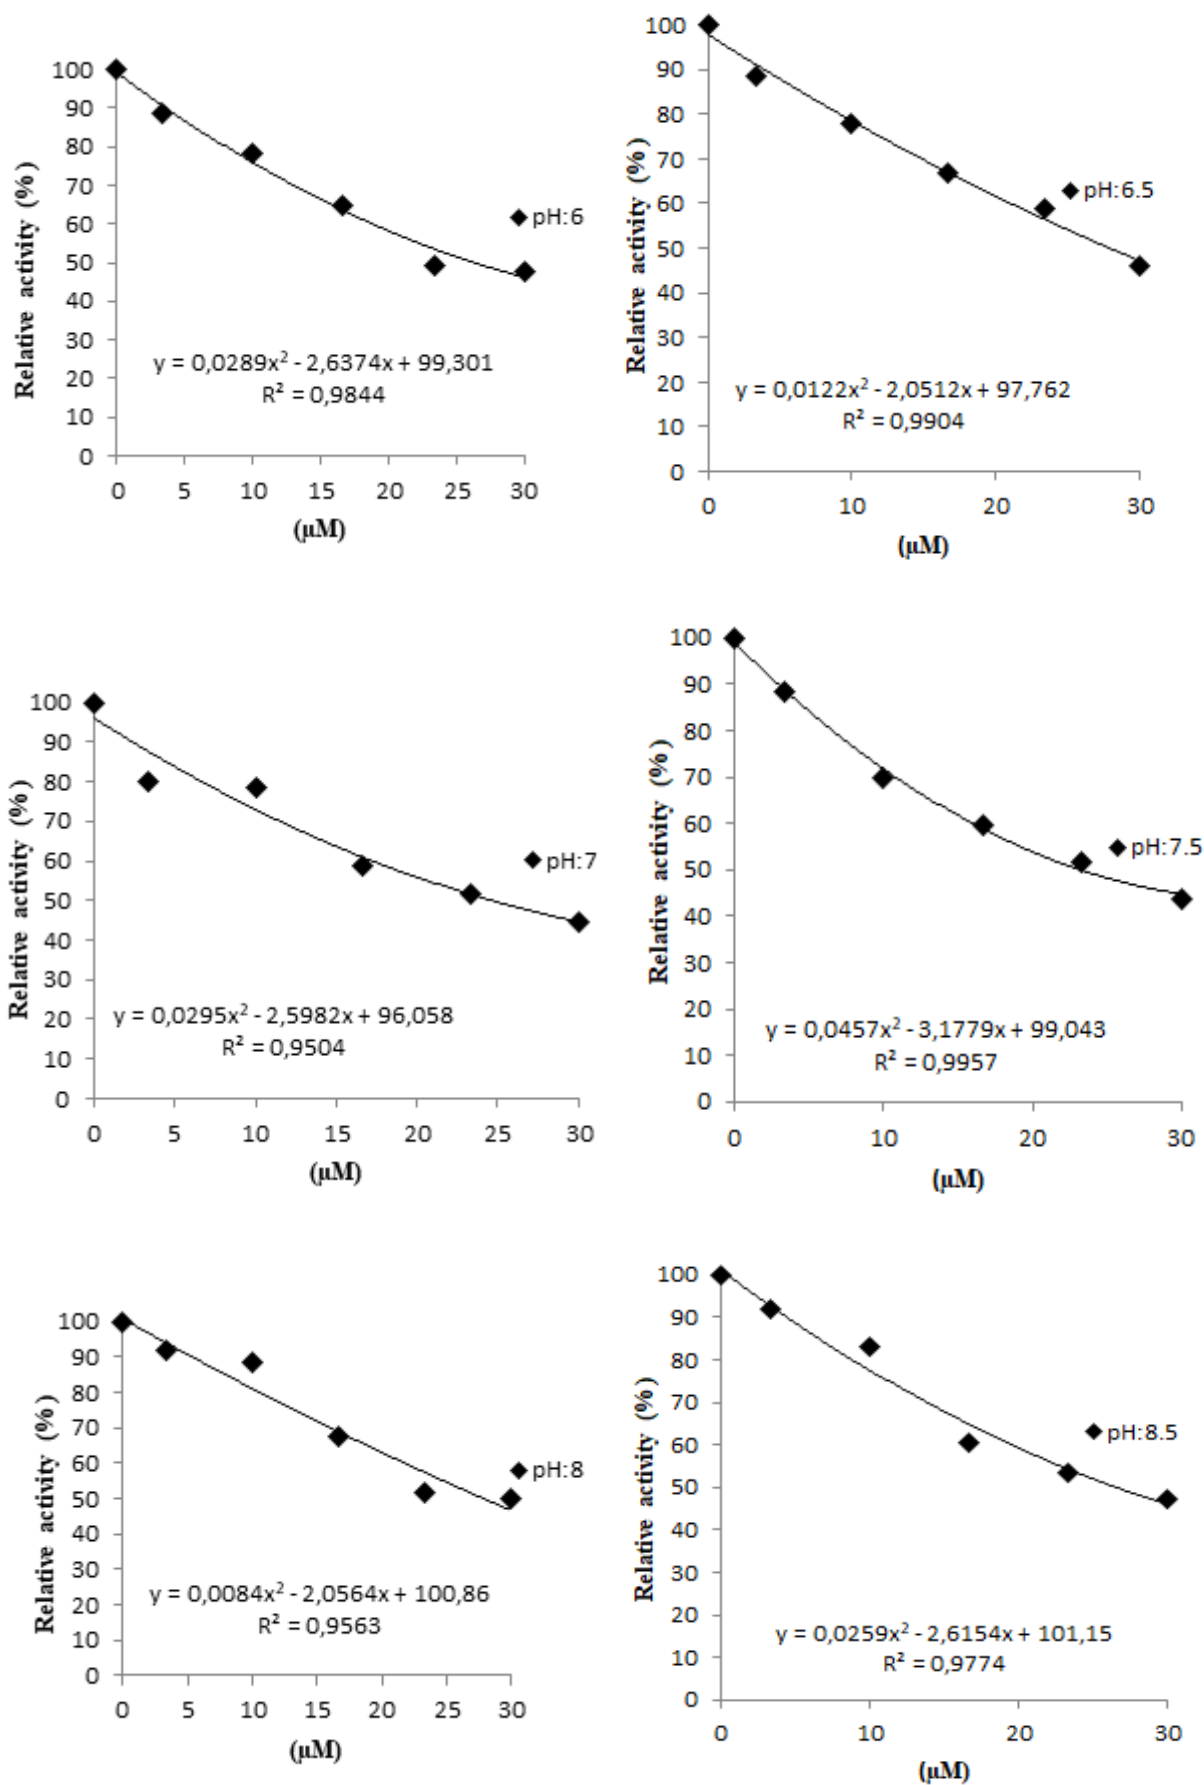 Relative activity (%)
100
90
80
70
60
50
40
30
20
10
0
pH:6
y = 0,0289x² - 2,6374x + 99,301
R² = 0,9844
0 5 10 15 20 25 30
(µM)
Relative activity (%)
100
90
80
70
60
50
40
30
20
10
0
pH:6.5
y = 0,0122x² - 2,0512x + 97,762
R² = 0,9904
0 10 20 30
(µM)
Relative activity (%)
100
90
80
70
60
50
40
30
20
10
0
pH:7
y = 0,0295x² - 2,5982x + 96,058
R² = 0,9504
0 5 10 15 20 25 30
(µM)
Relative activity (%)
100
90
80
70
60
50
40
30
20
10
0
pH:7.5
y = 0,0457x² - 3,1779x + 99,043
R² = 0,9957
0 10 20 30
(µM)
Relative activity (%)
100
90
80
70
60
50
40
30
20
10
0
pH:8
y = 0,0084x² - 2,0564x + 100,86
R² = 0,9563
0 5 10 15 20 25 30
(µM)
Relative activity (%)
100
90
80
70
60
50
40
30
20
10
0
pH:8.5
y = 0,0259x² - 2,6154x + 101,15
R² = 0,9774
0 10 20 30
(µM)